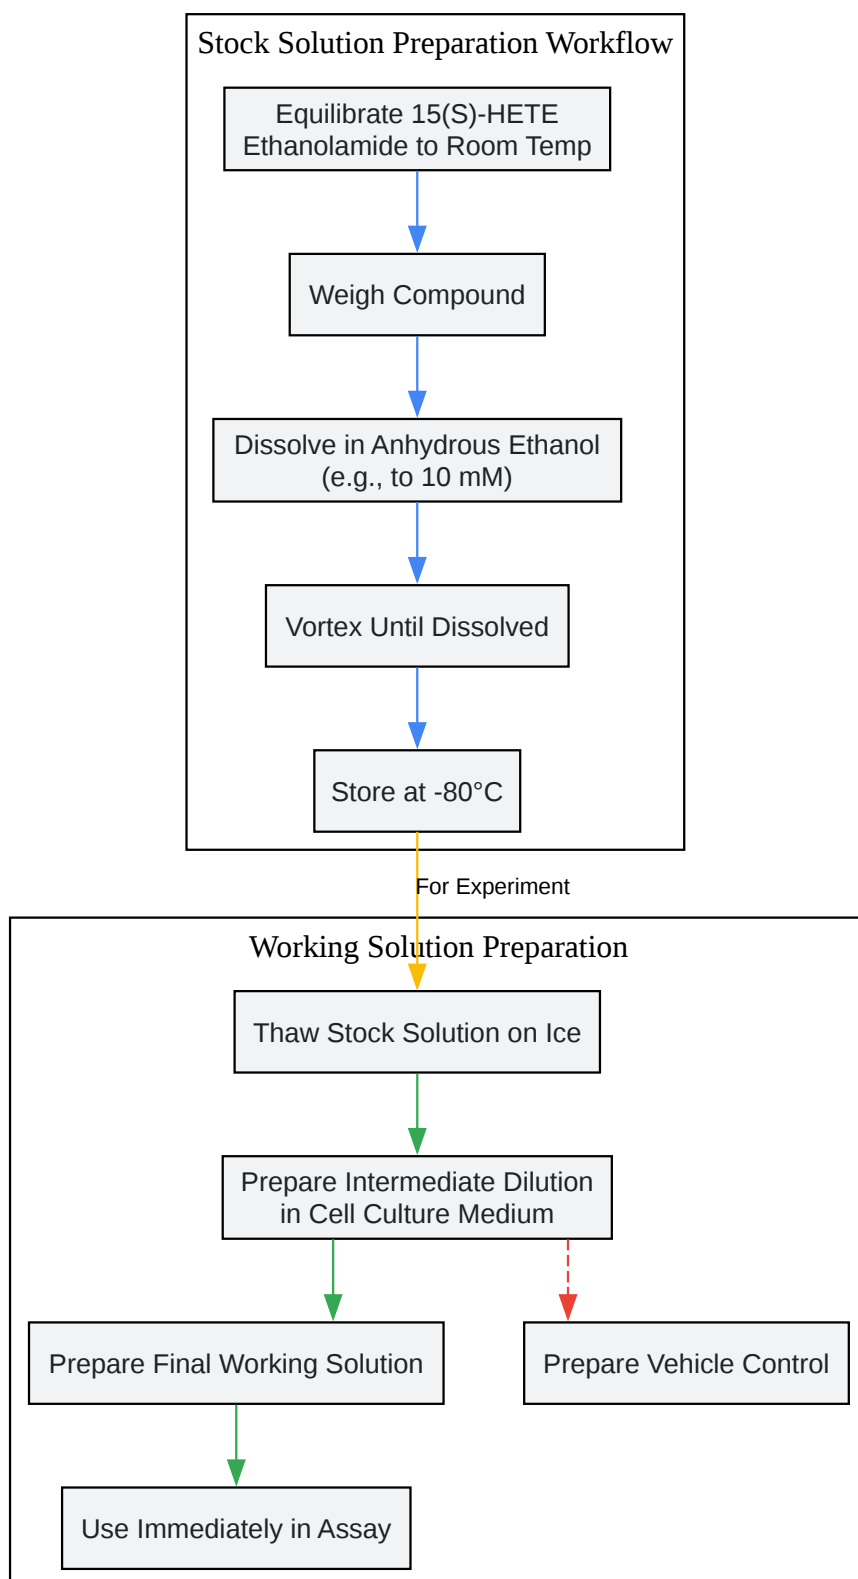 Stock Solution Preparation Workflow
Equilibrate 15(S)-HETE
Ethanolamide to Room Temp
Weigh Compound
Dissolve in Anhydrous Ethanol
(e.g., to 10 mM)
Vortex Until Dissolved
Store at -80°C
For Experiment
Working Solution Preparation
Thaw Stock Solution on Ice
Prepare Intermediate Dilution
in Cell Culture Medium
Prepare Final Working Solution
Prepare Vehicle Control
Use Immediately in Assay